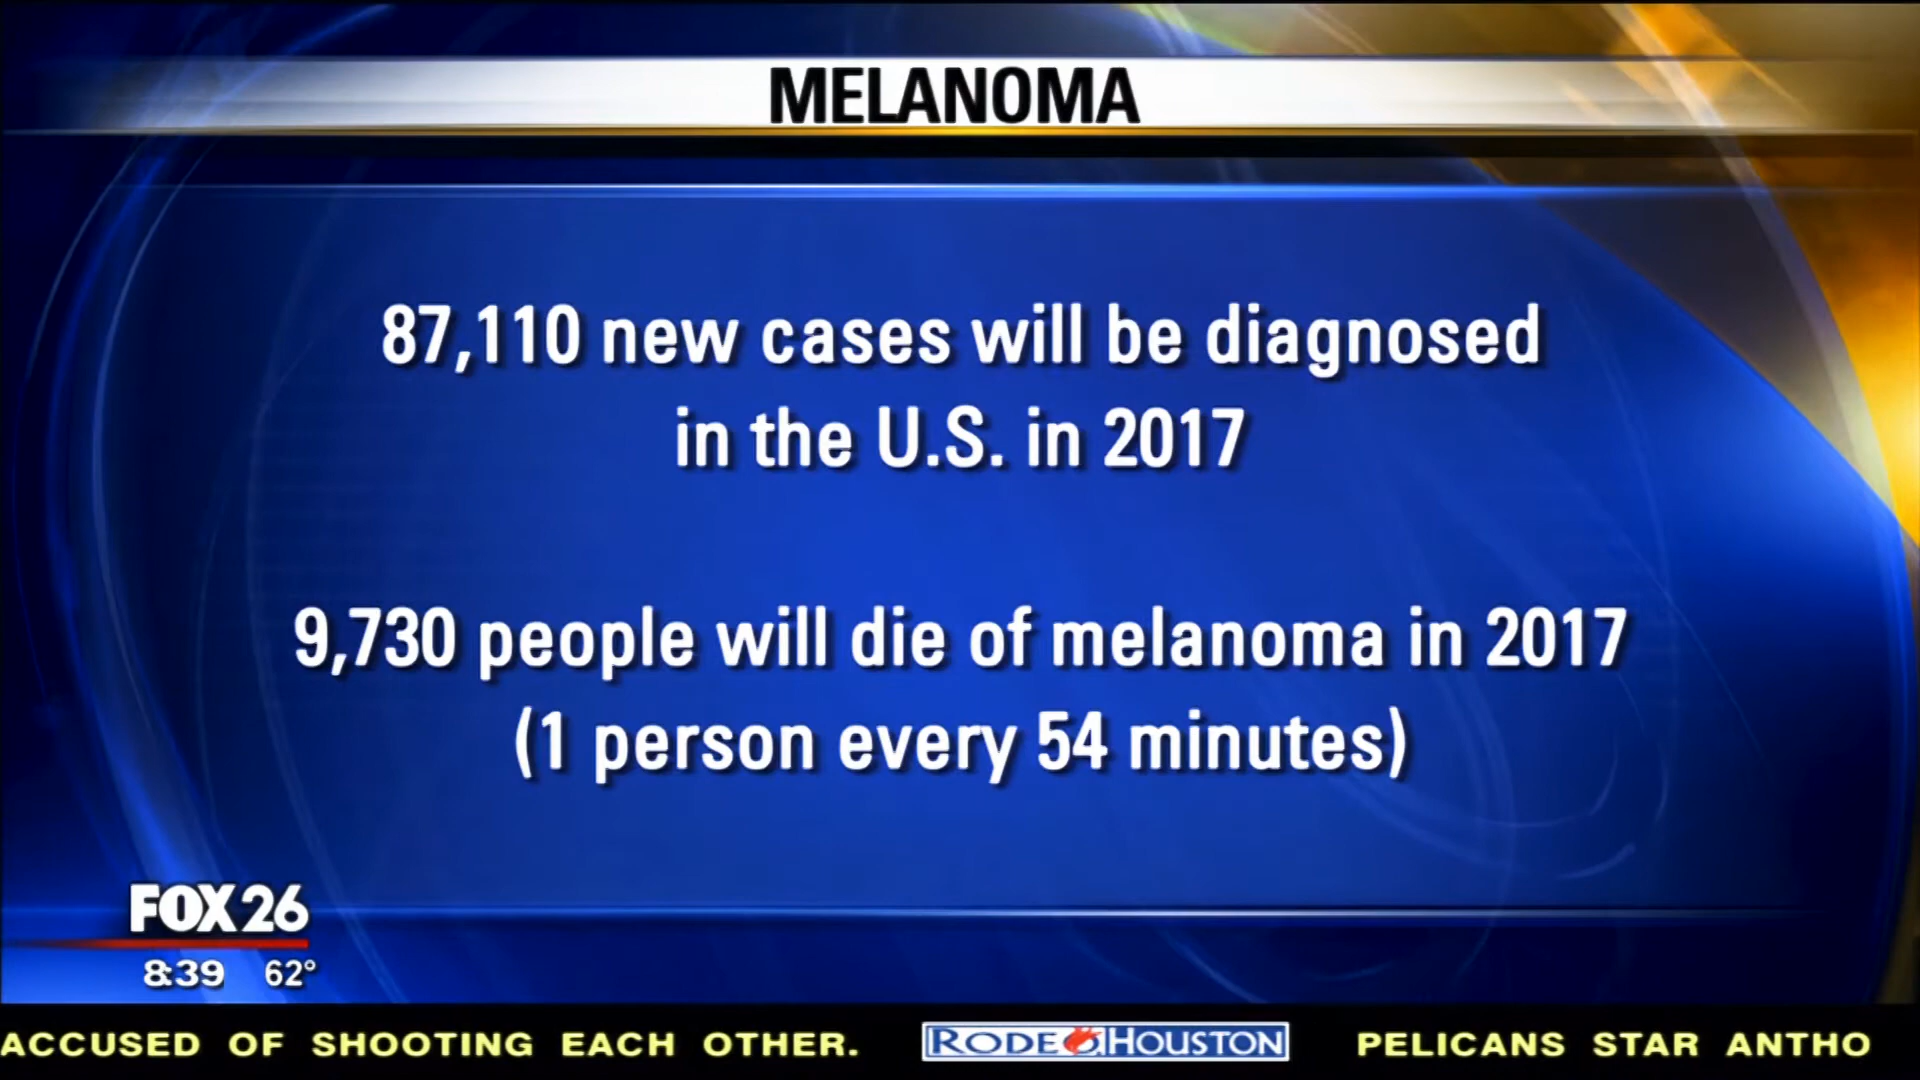 MELANOMA
87,110 new cases will be diagnosed
in the U.S. in 2017
9,730 people will die of melanoma in 2017
(1 person every 54 minutes)
FOX 26
8:39 62°
ACCUSED OF SHOOTING EACH OTHER. RODEOHOUSTON PELICANS STAR ANTHO